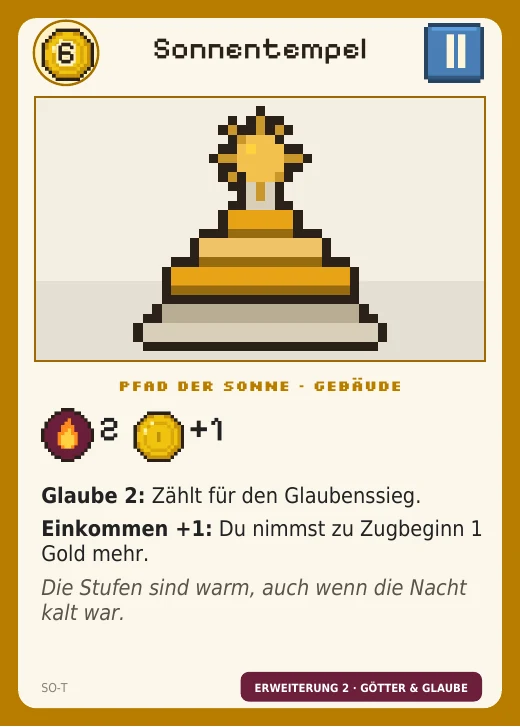 6
Sonnentempel
II
PFAD DER SONNE · GEBÄUDE
2
+1
Glaube 2: Zählt für den Glaubenssieg.
Einkommen +1: Du nimmst zu Zugbeginn 1
Gold mehr.
Die Stufen sind warm, auch wenn die Nacht
kalt war.
SO-T
ERWEITERUNG 2 · GÖTTER & GLAUBE